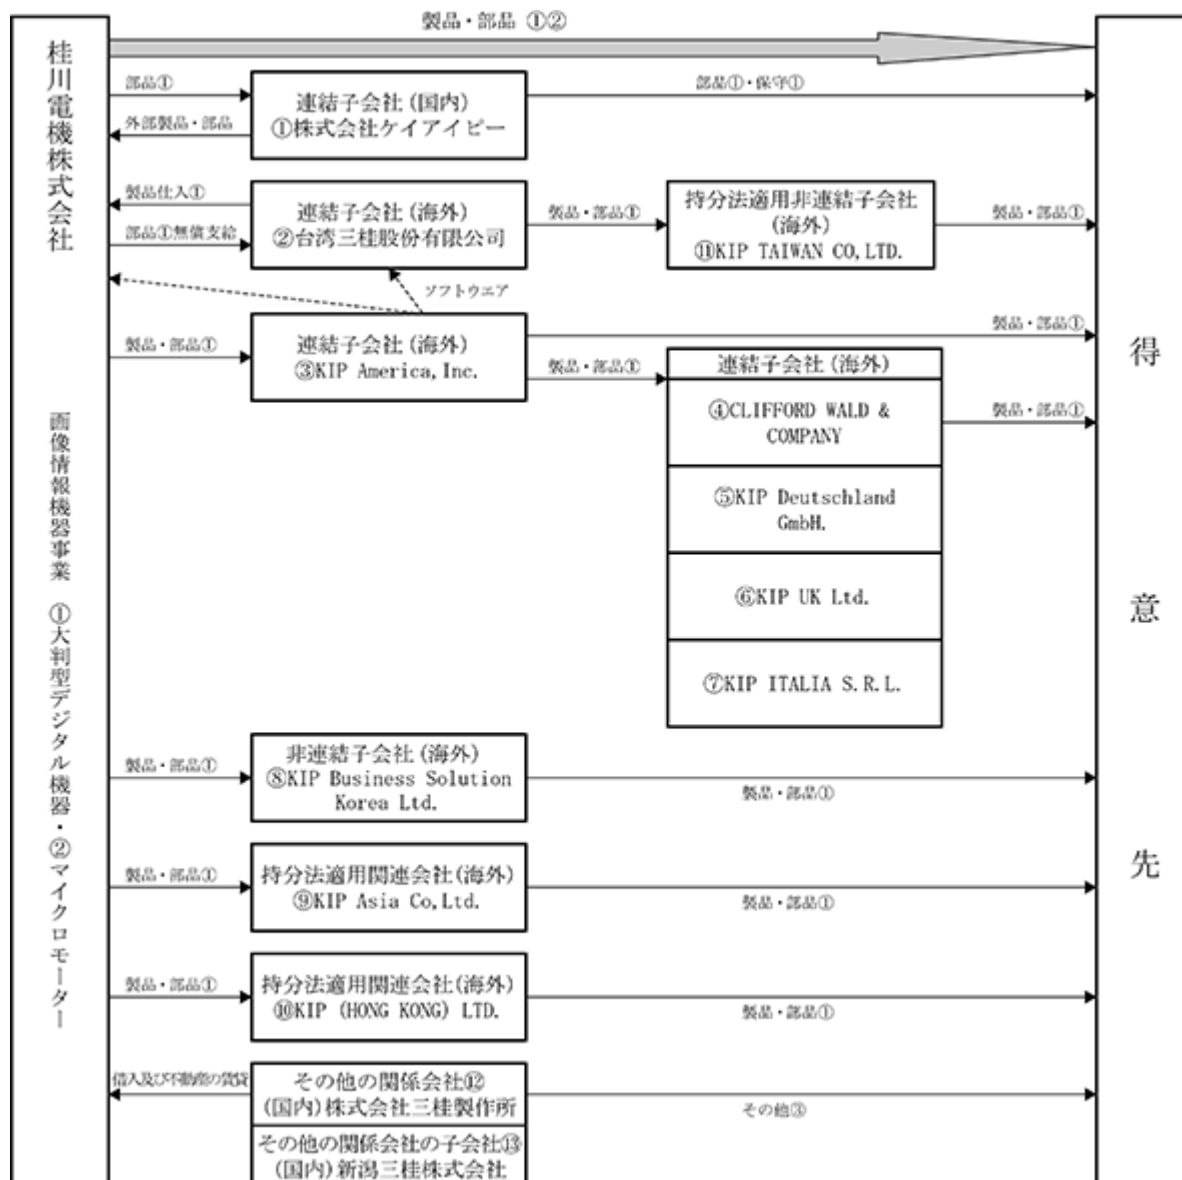 製品・部品 ①②
桂川電機株式会社
画像情報機器事業 ①大判型デジタル機器・②マイクロモーター
部品①
外部製品・部品
連結子会社(国内)
①株式会社ケイアイピー
部品①・保守①
製品仕入①
部品①無償支給
連結子会社(海外)
②台湾三桂股份有限公司
製品・部品①
持分法適用非連結子会社
(海外)
⑪KIP TAIWAN CO,LTD.
製品・部品①
ソフトウエア
製品・部品①
連結子会社(海外)
③KIP America,Inc.
製品・部品①
製品・部品①
連結子会社(海外)
④CLIFFORD WALD &
COMPANY
⑤KIP Deutschland
GmbH.
⑥KIP UK Ltd.
⑦KIP ITALIA S.R.L.
製品・部品①
製品・部品①
非連結子会社(海外)
⑧KIP Business Solution
Korea Ltd.
製品・部品①
製品・部品①
持分法適用関連会社(海外)
⑨KIP Asia Co,Ltd.
製品・部品①
製品・部品①
持分法適用関連会社(海外)
⑩KIP (HONG KONG) LTD.
製品・部品①
借入及び不動産の賃貸
その他の関係会社⑫
(国内)株式会社三桂製作所
その他の関係会社の子会社⑬
(国内)新潟三桂株式会社
その他③
得意先